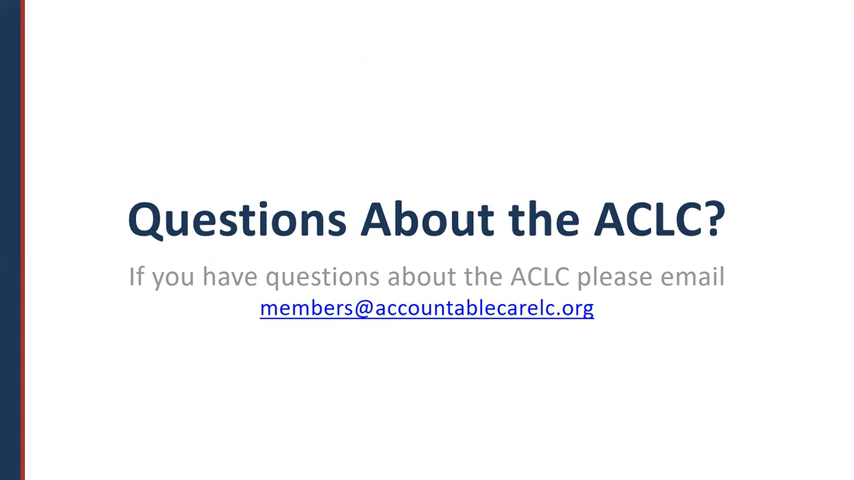 Questions About the ACLC?
If you have questions about the ACLC please email
members@accountablecarelc.org